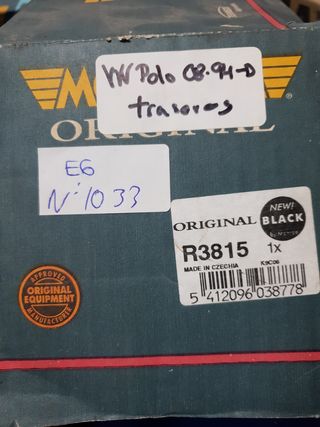 VW Polo 08.94-D
traseros
ORIGINAL
E6
Nº 1033
NEW!
ORIGINAL BLACK
R3815 1x
MADE IN CZECHIA K9C06
5 412096 038778
APPROVED
ORIGINAL
EQUIPMENT
MANUFACTURER